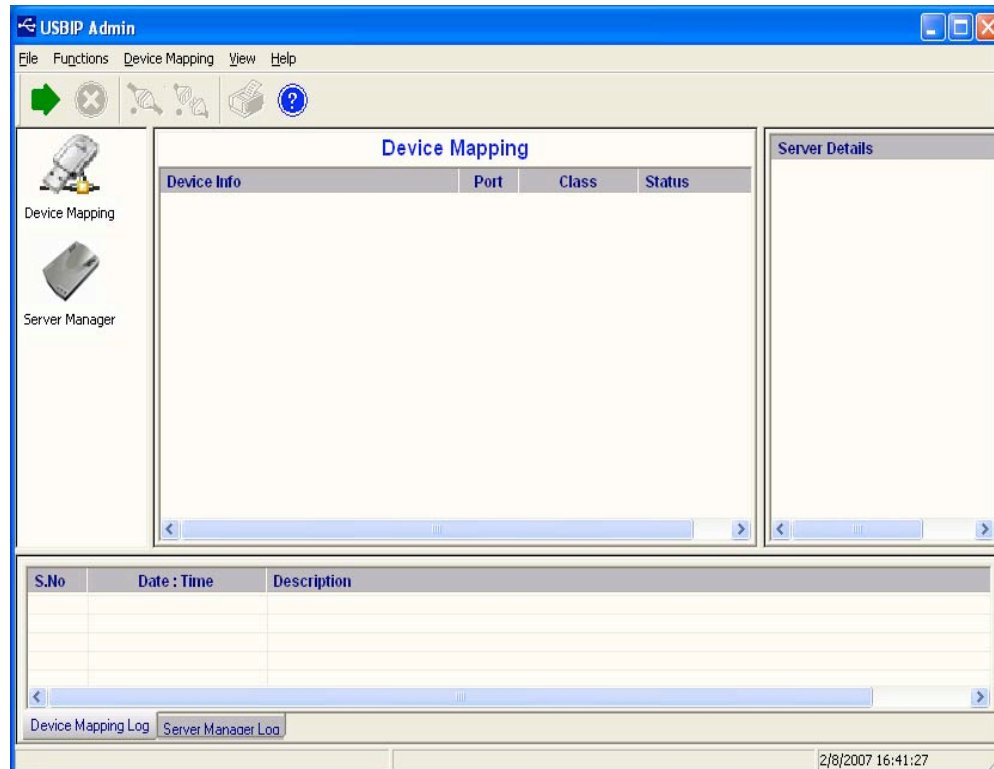 USBIP Admin
File Functions Device Mapping View Help
Device Mapping
Server Manager
Device Mapping
Device Info Port Class Status
Server Details
S.No Date : Time Description
Device Mapping Log Server Manager Log
2/8/2007 16:41:27